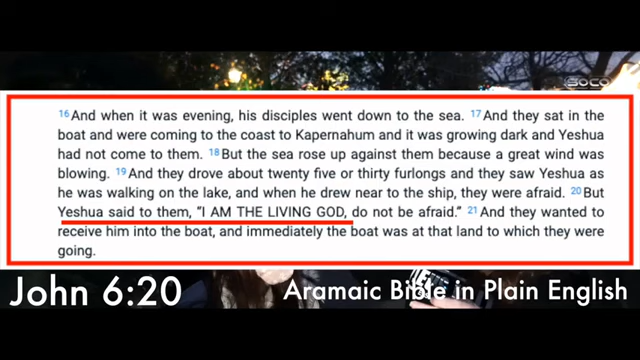 SOCO
16And when it was evening, his disciples went down to the sea. 17And they sat in the
boat and were coming to the coast to Kapernahum and it was growing dark and Yeshua
had not come to them. 18But the sea rose up against them because a great wind was
blowing. 19And they drove about twenty five or thirty furlongs and they saw Yeshua as
he was walking on the lake, and when he drew near to the ship, they were afraid. 20But
Yeshua said to them, “I AM THE LIVING GOD, do not be afraid.” 21And they wanted to
receive him into the boat, and immediately the boat was at that land to which they were
going.
John 6:20
Aramaic Bible in Plain English